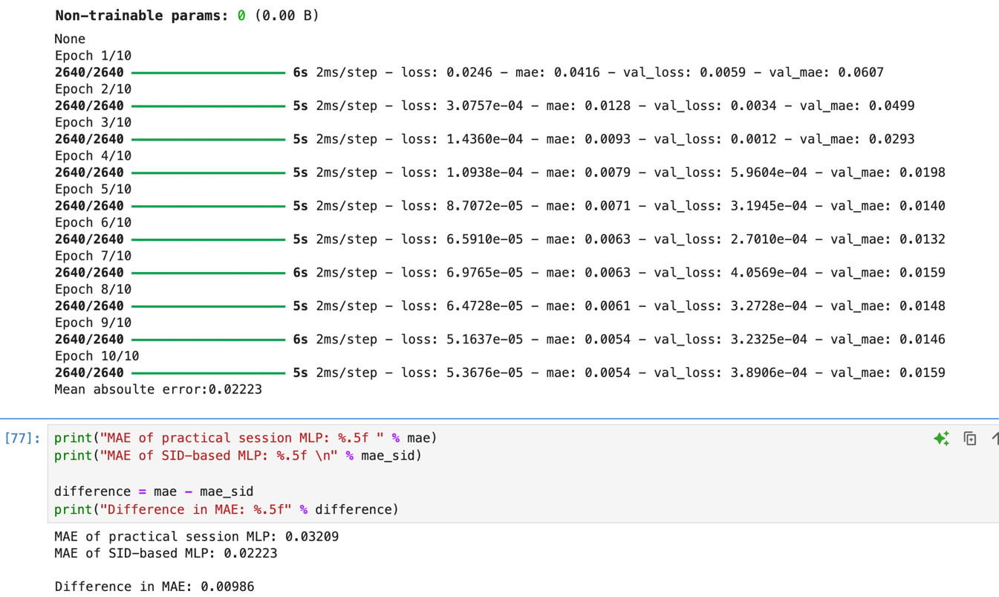 Non-trainable params: 0 (0.00 B)
None
Epoch 1/10
2640/2640 6s 2ms/step - loss: 0.0246 - mae: 0.0416 - val_loss: 0.0059 - val_mae: 0.0607
Epoch 2/10
2640/2640 5s 2ms/step - loss: 3.0757e-04 - mae: 0.0128 - val_loss: 0.0034 - val_mae: 0.0499
Epoch 3/10
2640/2640 5s 2ms/step - loss: 1.4360e-04 - mae: 0.0093 - val_loss: 0.0012 - val_mae: 0.0293
Epoch 4/10
2640/2640 5s 2ms/step - loss: 1.0938e-04 - mae: 0.0079 - val_loss: 5.9604e-04 - val_mae: 0.0198
Epoch 5/10
2640/2640 5s 2ms/step - loss: 8.7072e-05 - mae: 0.0071 - val_loss: 3.1945e-04 - val_mae: 0.0140
Epoch 6/10
2640/2640 5s 2ms/step - loss: 6.5910e-05 - mae: 0.0063 - val_loss: 2.7010e-04 - val_mae: 0.0132
Epoch 7/10
2640/2640 6s 2ms/step - loss: 6.9765e-05 - mae: 0.0063 - val_loss: 4.0569e-04 - val_mae: 0.0159
Epoch 8/10
2640/2640 5s 2ms/step - loss: 6.4728e-05 - mae: 0.0061 - val_loss: 3.2728e-04 - val_mae: 0.0148
Epoch 9/10
2640/2640 6s 2ms/step - loss: 5.1637e-05 - mae: 0.0054 - val_loss: 3.2325e-04 - val_mae: 0.0146
Epoch 10/10
2640/2640 5s 2ms/step - loss: 5.3676e-05 - mae: 0.0054 - val_loss: 3.8906e-04 - val_mae: 0.0159
Mean absoulte error:0.02223
[77]: print("MAE of practical session MLP: %.5f " % mae)
print("MAE of SID-based MLP: %.5f \n" % mae_sid)
difference = mae - mae_sid
print("Difference in MAE: %.5f" % difference)
MAE of practical session MLP: 0.03209
MAE of SID-based MLP: 0.02223
Difference in MAE: 0.00986